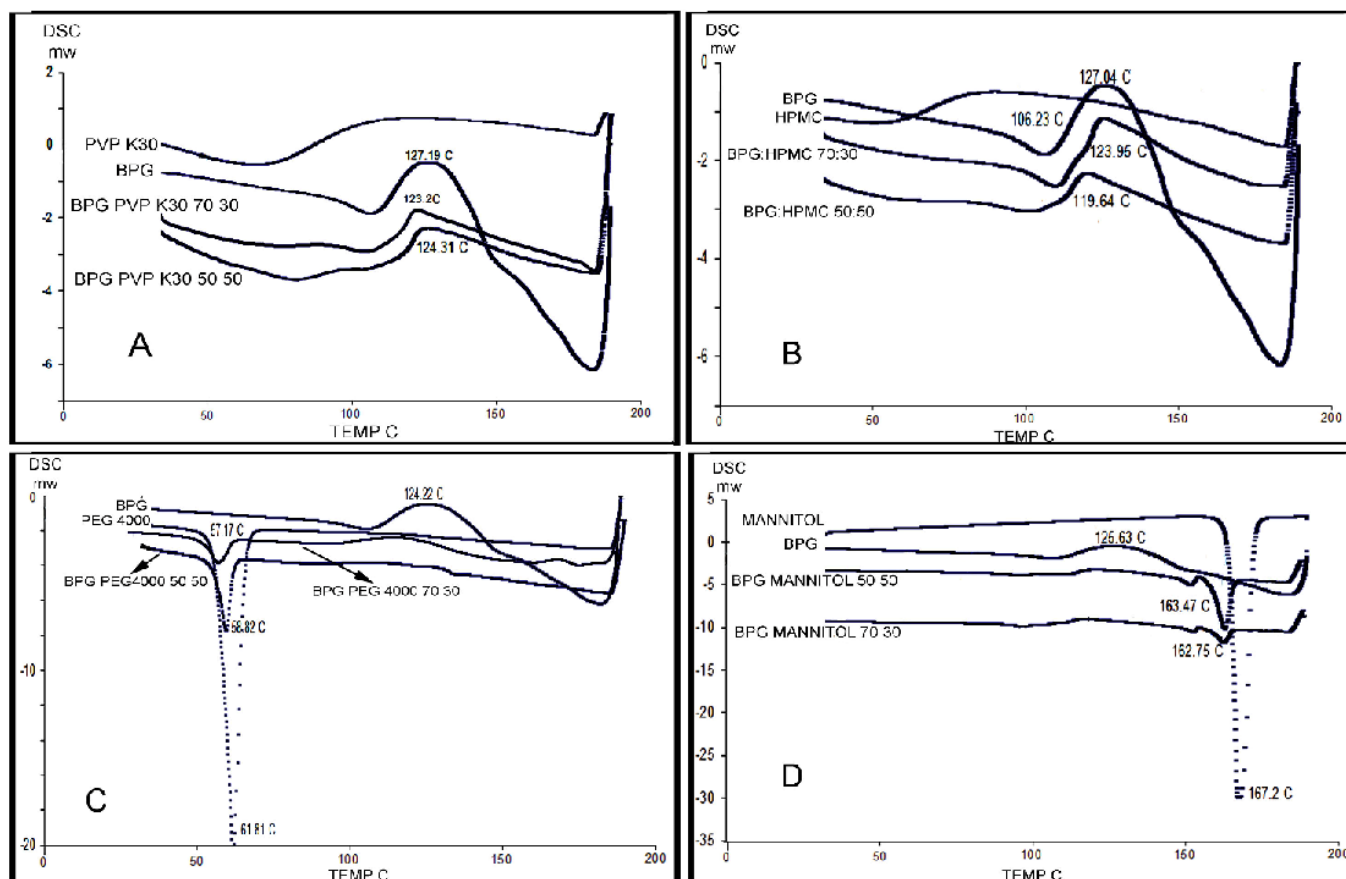 DSC
mw
2
0
-2
-4
-6
PVP K30
BPG
BPG PVP K30 70 30
BPG PVP K30 50 50
127.19 C
123.2C
124.31 C
A
0
50
100
150
200
TEMP C
DSC
mw
0
-2
-4
-6
BPG
HPMC
BPG:HPMC 70:30
BPG:HPMC 50:50
127.04 C
106.23 C
123.95 C
119.64 C
B
0
50
100
150
200
TEMP C
DSC
mw
0
-10
-20
BPG
PEG 4000
BPG PEG4000 50 50
BPG PEG 4000 70 30
124.22 C
57.17 C
58.82 C
61.81 C
C
0
50
100
150
200
TEMP C
DSC
mw
5
0
-5
-10
-15
-20
-25
-30
-35
MANNITOL
BPG
BPG MANNITOL 50 50
BPG MANNITOL 70 30
125.63 C
163.47 C
162.75 C
167.2 C
D
0
50
100
150
200
TEMP C